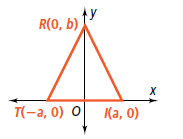 y
R(0, b)
x
T(−a, 0) O I(a, 0)